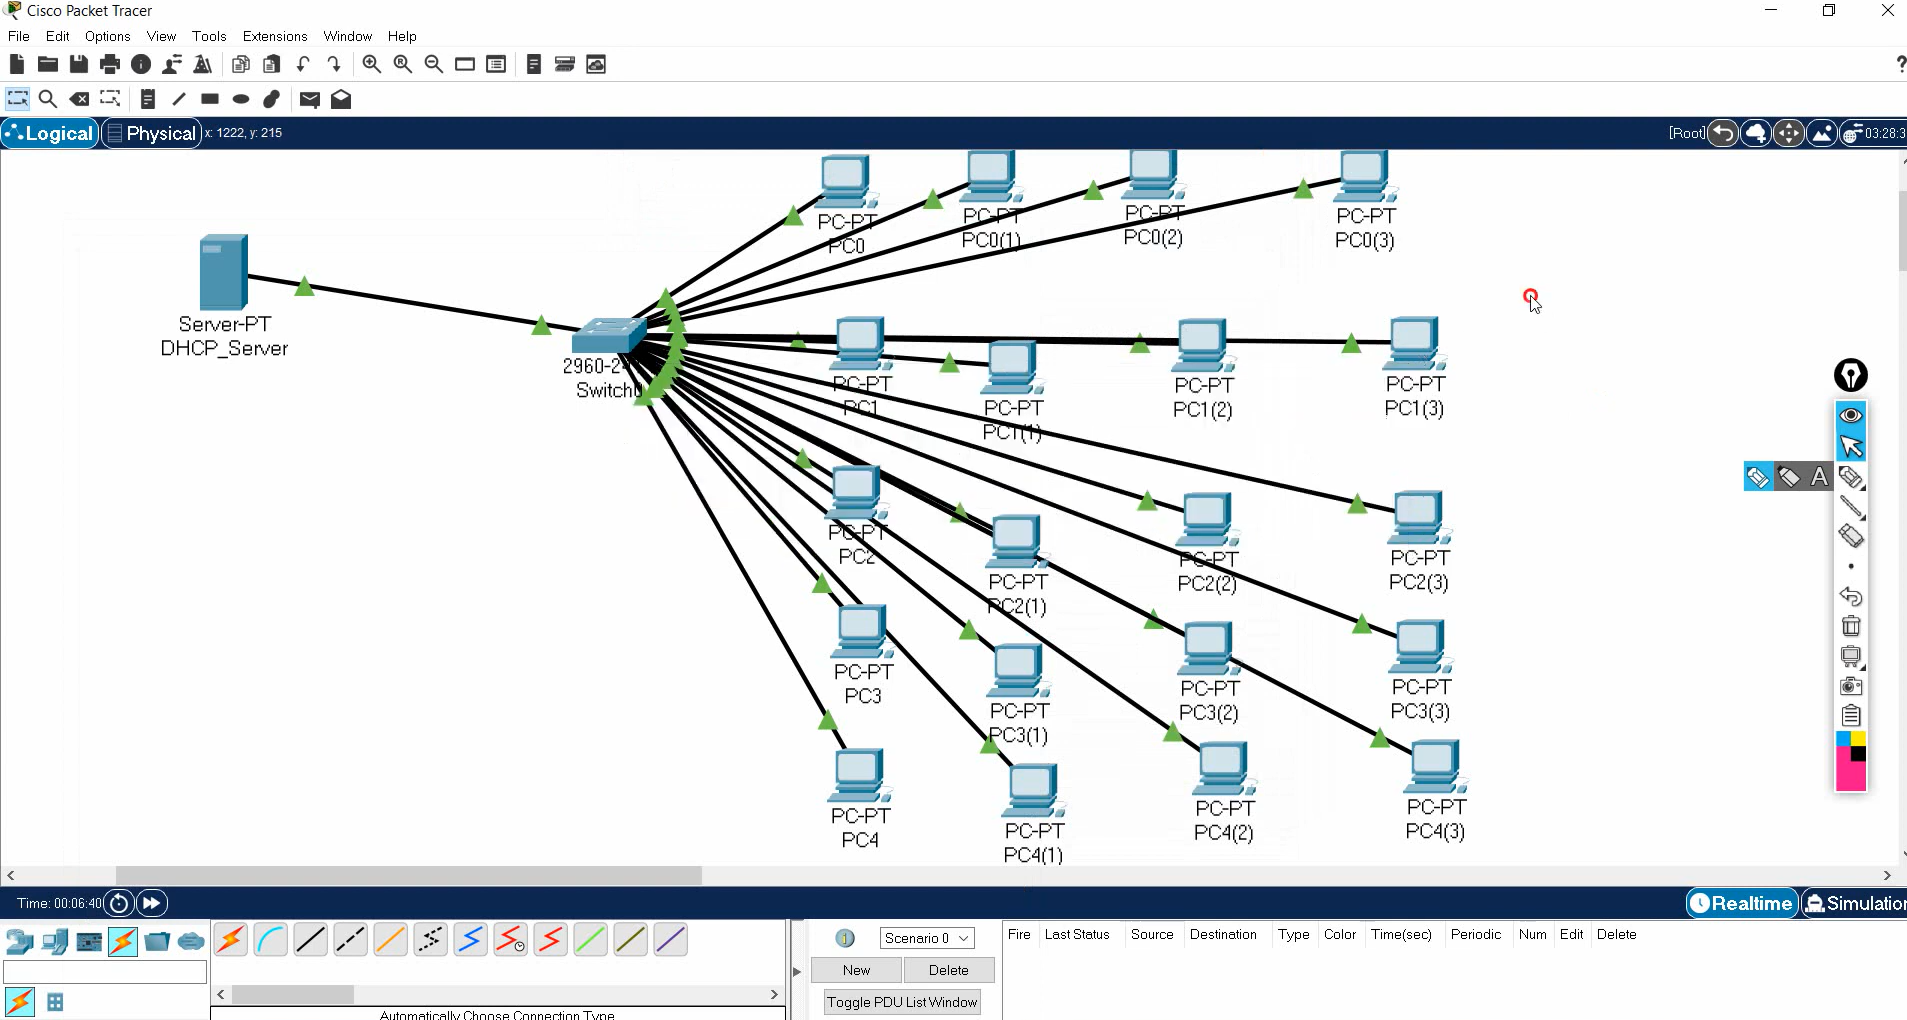 Cisco Packet Tracer
File Edit Options View Tools Extensions Window Help
?
Logical Physical x: 1222, y: 215 [Root] 03:28:3
PC-PT
PC0
PC-PT
PC0(1)
PC-PT
PC0(2)
PC-PT
PC0(3)
Server-PT
DHCP_Server
2960-24
Switch0
PC-PT
PC1
PC-PT
PC1(1)
PC-PT
PC1(2)
PC-PT
PC1(3)
PC-PT
PC2
PC-PT
PC2(1)
PC-PT
PC2(2)
PC-PT
PC2(3)
PC-PT
PC3
PC-PT
PC3(1)
PC-PT
PC3(2)
PC-PT
PC3(3)
PC-PT
PC4
PC-PT
PC4(1)
PC-PT
PC4(2)
PC-PT
PC4(3)
A
Time: 00:06:40 Realtime Simulation
Scenario 0
New Delete
Toggle PDU List Window
Fire Last Status Source Destination Type Color Time(sec) Periodic Num Edit Delete
Automatically Choose Connection Type